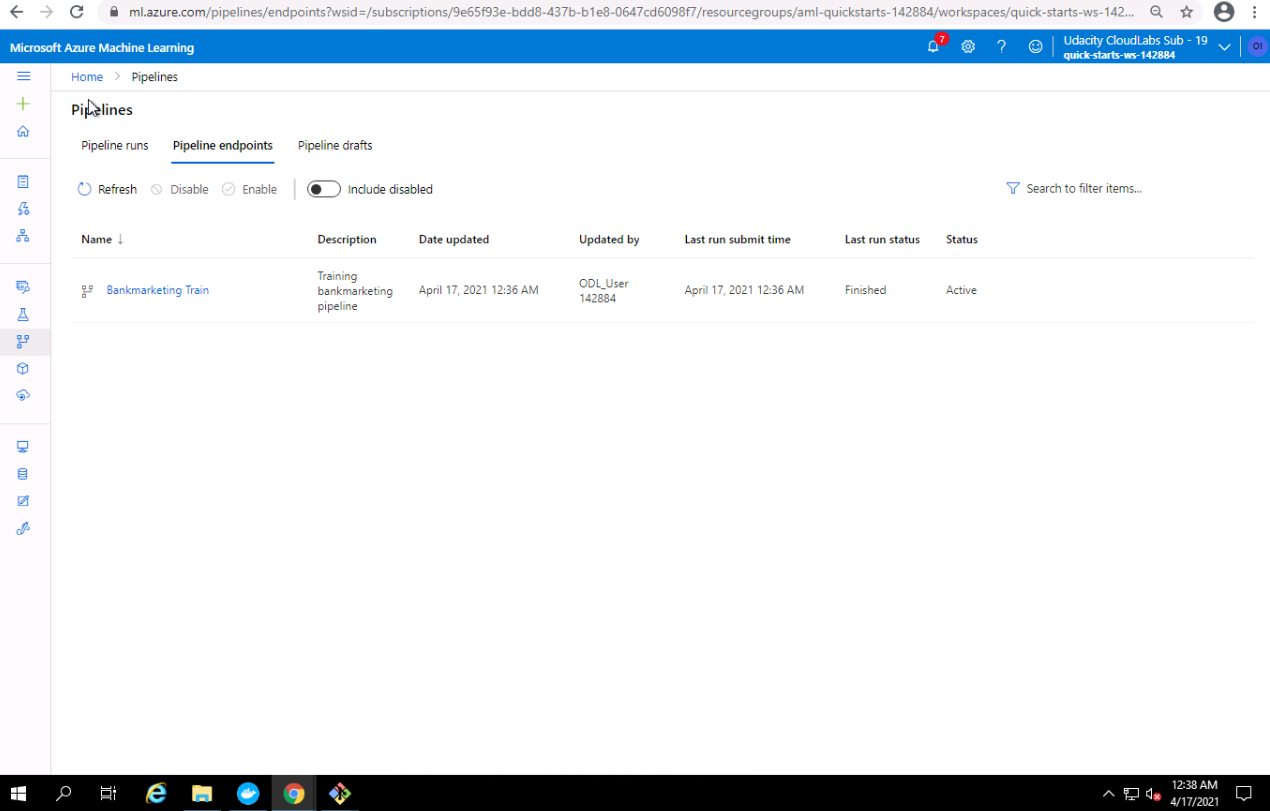 ml.azure.com/pipelines/endpoints?wsid=/subscriptions/9e65f93e-bdd8-437b-b1e8-0647cd6098f7/resourcegroups/aml-quickstarts-142884/workspaces/quick-starts-ws-142...
Microsoft Azure Machine Learning
7
?
Udacity CloudLabs Sub - 19
quick-starts-ws-142884
O1
Home > Pipelines
Pipelines
Pipeline runs Pipeline endpoints Pipeline drafts
Refresh Disable Enable Include disabled Search to filter items...
Name ↓ Description Date updated Updated by Last run submit time Last run status Status
Bankmarketing Train
Training
bankmarketing
pipeline
April 17, 2021 12:36 AM
ODL_User
142884
April 17, 2021 12:36 AM
Finished
Active
12:38 AM
4/17/2021